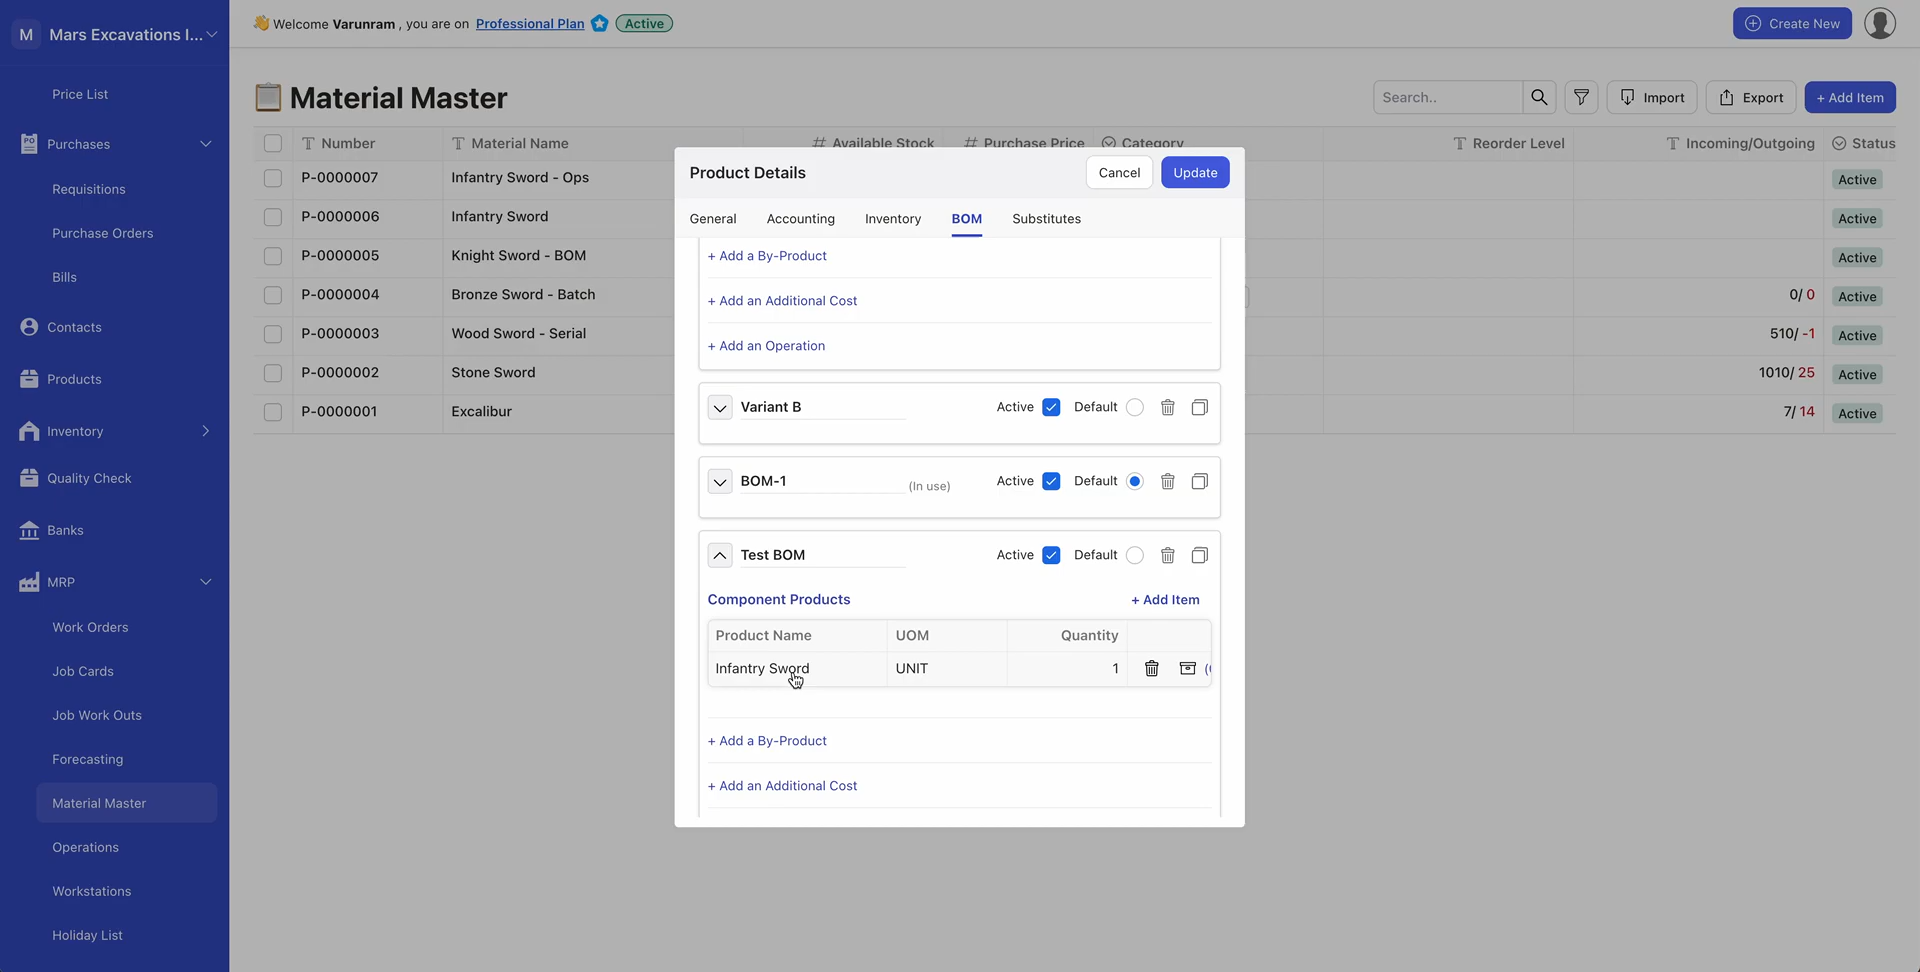 M Mars Excavations I...
Price List
Purchases
Requisitions
Purchase Orders
Bills
Contacts
Products
Inventory
Quality Check
Banks
MRP
Work Orders
Job Cards
Job Work Outs
Forecasting
Material Master
Operations
Workstations
Holiday List
👋 Welcome Varunram , you are on Professional Plan Active
Create New
Material Master
Search..
Import
Export
+ Add Item
Number Material Name Available Stock Purchase Price Category Reorder Level Incoming/Outgoing Status
P-0000007 Infantry Sword - Ops Active
P-0000006 Infantry Sword Active
P-0000005 Knight Sword - BOM Active
P-0000004 Bronze Sword - Batch 0/ 0 Active
P-0000003 Wood Sword - Serial 510/ -1 Active
P-0000002 Stone Sword 1010/ 25 Active
P-0000001 Excalibur 7/ 14 Active
Product Details
Cancel
Update
General Accounting Inventory BOM Substitutes
+ Add a By-Product
+ Add an Additional Cost
+ Add an Operation
Variant B Active Default
BOM-1 (In use) Active Default
Test BOM Active Default
Component Products + Add Item
Product Name UOM Quantity
Infantry Sword UNIT 1
+ Add a By-Product
+ Add an Additional Cost